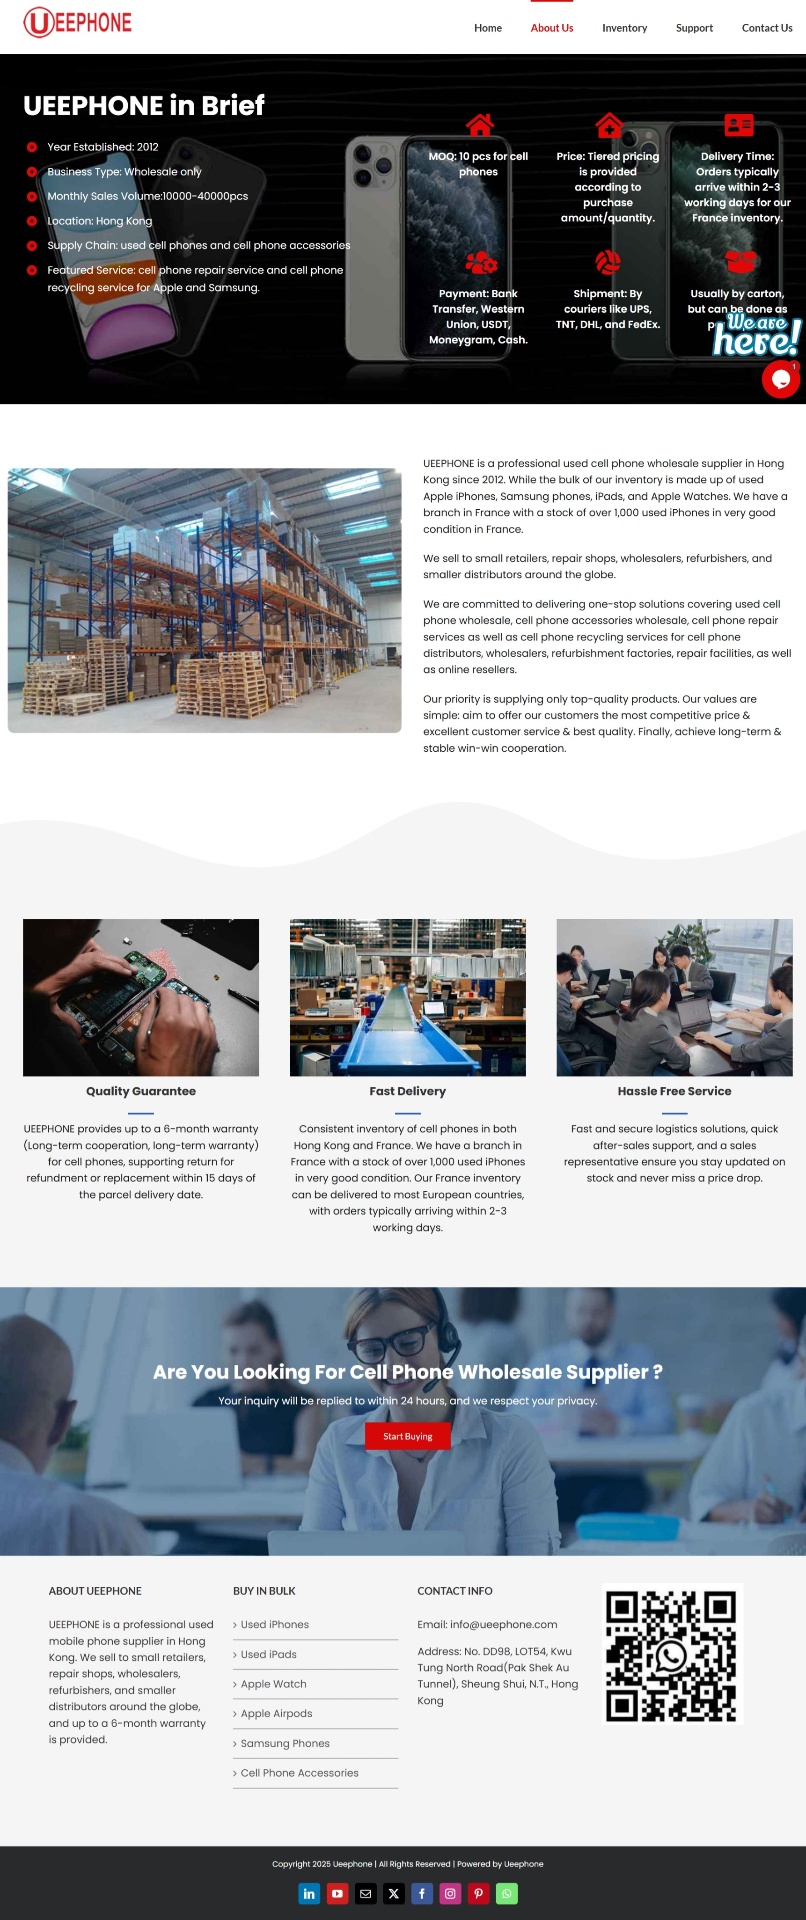 UEEPHONE
Home
About Us
Inventory
Support
Contact Us
UEEPHONE in Brief
Year Established: 2012
Business Type: Wholesale only
Monthly Sales Volume:10000-40000pcs
Location: Hong Kong
Supply Chain: used cell phones and cell phone accessories
Featured Service: cell phone repair service and cell phone
recycling service for Apple and Samsung.
MOQ: 10 pcs for cell
phones
Price: Tiered pricing
is provided
according to
purchase
amount/quantity.
Delivery Time:
Orders typically
arrive within 2-3
working days for our
France inventory.
Payment: Bank
Transfer, Western
Union, USDT,
Moneygram, Cash.
Shipment: By
couriers like UPS,
TNT, DHL, and FedEx.
Usually by carton,
but can be done as
We are
here!
1
UEEPHONE is a professional used cell phone wholesale supplier in Hong
Kong since 2012. While the bulk of our inventory is made up of used
Apple iPhones, Samsung phones, iPads, and Apple Watches. We have a
branch in France with a stock of over 1,000 used iPhones in very good
condition in France.
We sell to small retailers, repair shops, wholesalers, refurbishers, and
smaller distributors around the globe.
We are committed to delivering one-stop solutions covering used cell
phone wholesale, cell phone accessories wholesale, cell phone repair
services as well as cell phone recycling services for cell phone
distributors, wholesalers, refurbishment factories, repair facilities, as well
as online resellers.
Our priority is supplying only top-quality products. Our values are
simple: aim to offer our customers the most competitive price &
excellent customer service & best quality. Finally, achieve long-term &
stable win-win cooperation.
Quality Guarantee
UEEPHONE provides up to a 6-month warranty
(Long-term cooperation, long-term warranty)
for cell phones, supporting return for
refundment or replacement within 15 days of
the parcel delivery date.
Fast Delivery
Consistent inventory of cell phones in both
Hong Kong and France. We have a branch in
France with a stock of over 1,000 used iPhones
in very good condition. Our France inventory
can be delivered to most European countries,
with orders typically arriving within 2-3
working days.
Hassle Free Service
Fast and secure logistics solutions, quick
after-sales support, and a sales
representative ensure you stay updated on
stock and never miss a price drop.
Are You Looking For Cell Phone Wholesale Supplier ?
Your inquiry will be replied to within 24 hours, and we respect your privacy.
Start Buying
ABOUT UEEPHONE
UEEPHONE is a professional used
mobile phone supplier in Hong
Kong. We sell to small retailers,
repair shops, wholesalers,
refurbishers, and smaller
distributors around the globe,
and up to a 6-month warranty
is provided.
BUY IN BULK
Used iPhones
Used iPads
Apple Watch
Apple Airpods
Samsung Phones
Cell Phone Accessories
CONTACT INFO
Email: info@ueephone.com
Address: No. DD98, LOT54, Kwu
Tung North Road(Pak Shek Au
Tunnel), Sheung Shui, N.T., Hong
Kong
Copyright 2025 Ueephone | All Rights Reserved | Powered by Ueephone